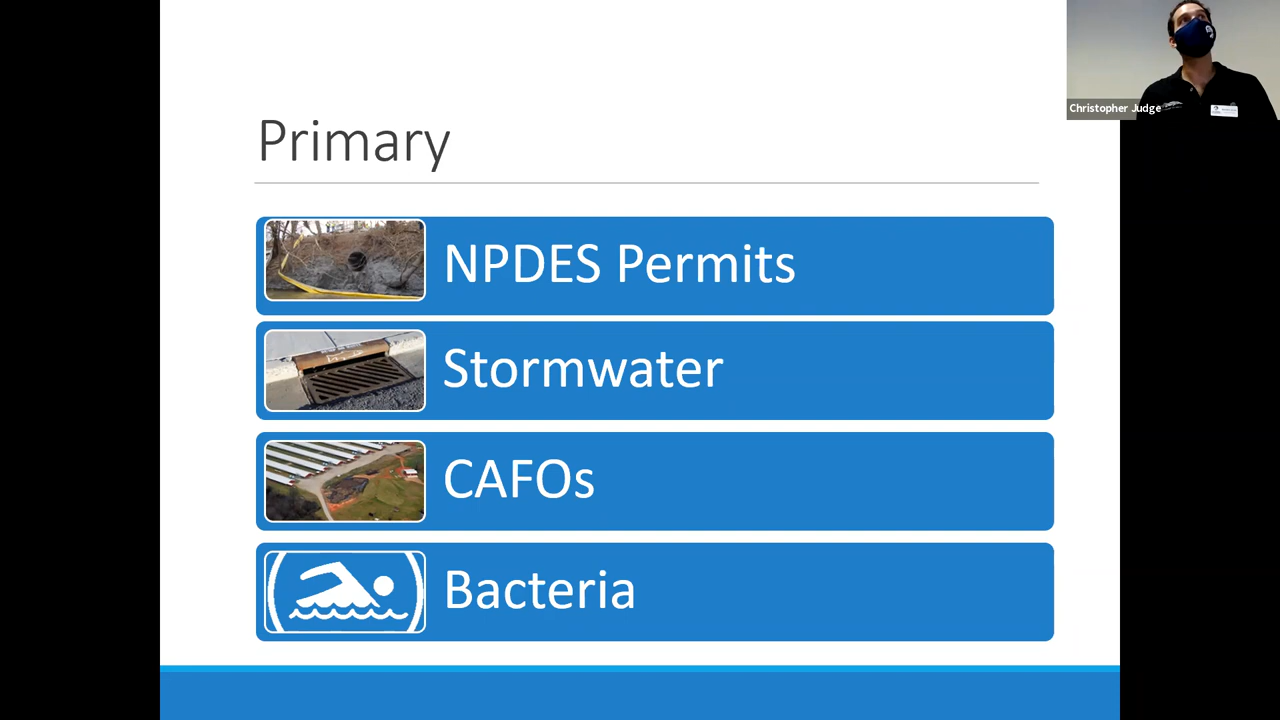 Primary
NPDES Permits
Stormwater
CAFOs
Bacteria
Christopher Judge